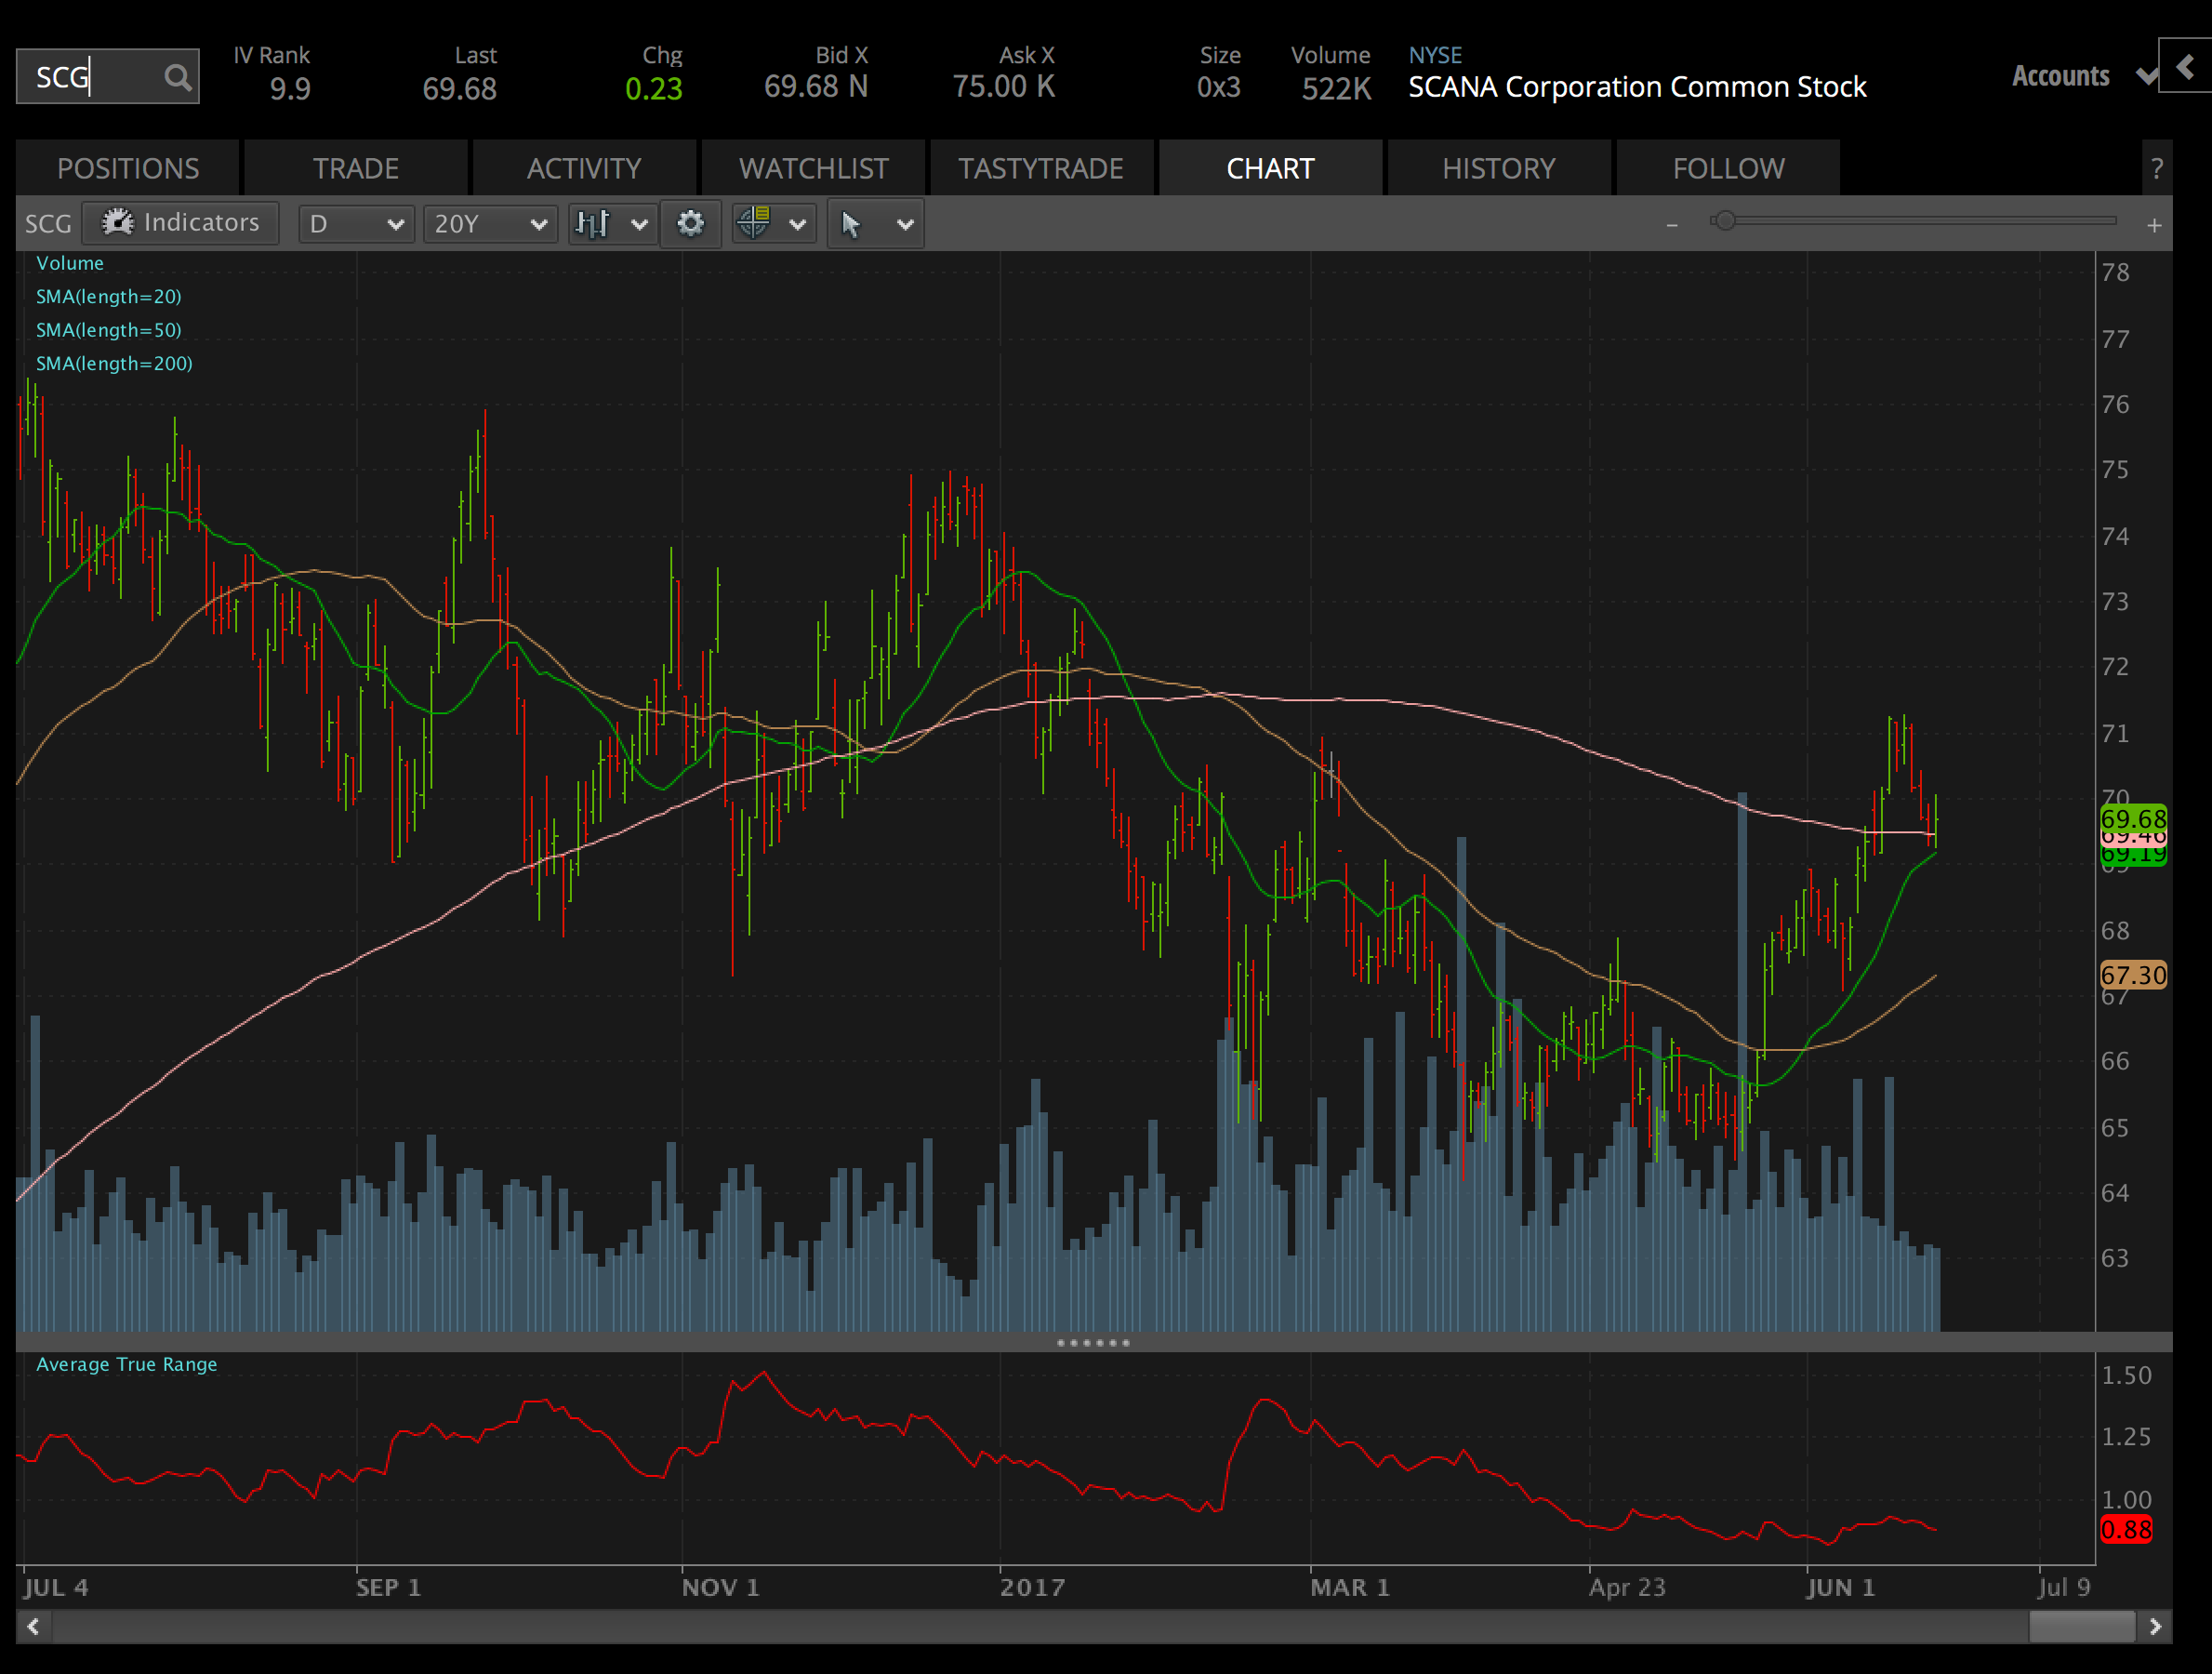 SCG
IV Rank Last Chg Bid X Ask X Size Volume NYSE
9.9 69.68 0.23 69.68 N 75.00 K 0x3 522K SCANA Corporation Common Stock
Accounts
POSITIONS TRADE ACTIVITY WATCHLIST TASTYTRADE CHART HISTORY FOLLOW ?
SCG Indicators D 20Y - +
Volume
SMA(length=20)
SMA(length=50)
SMA(length=200)
78
77
76
75
74
73
72
71
70
69.68
69.46
69.19
69
68
67.30
67
66
65
64
63
Average True Range
1.50
1.25
1.00
0.88
JUL 4 SEP 1 NOV 1 2017 MAR 1 Apr 23 JUN 1 Jul 9